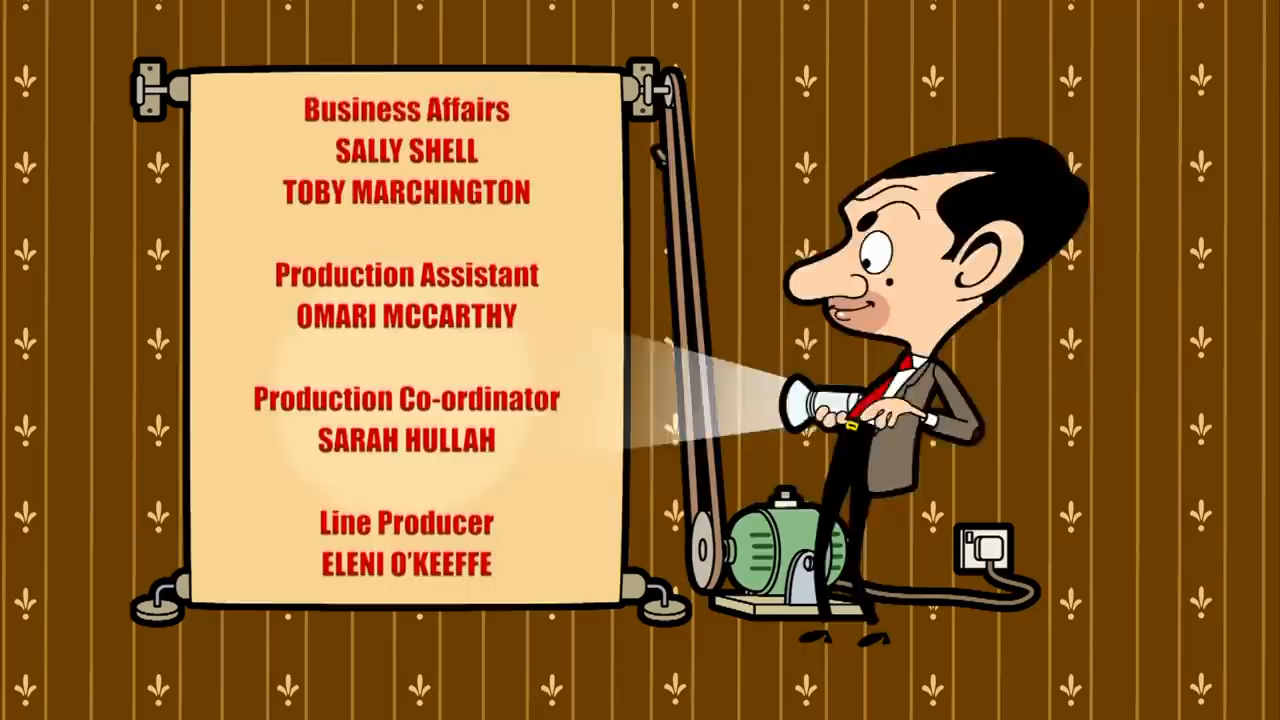 Business Affairs
SALLY SHELL
TOBY MARCHINGTON
Production Assistant
OMARI MCCARTHY
Production Co-ordinator
SARAH HULLAH
Line Producer
ELENI O'KEEFFE